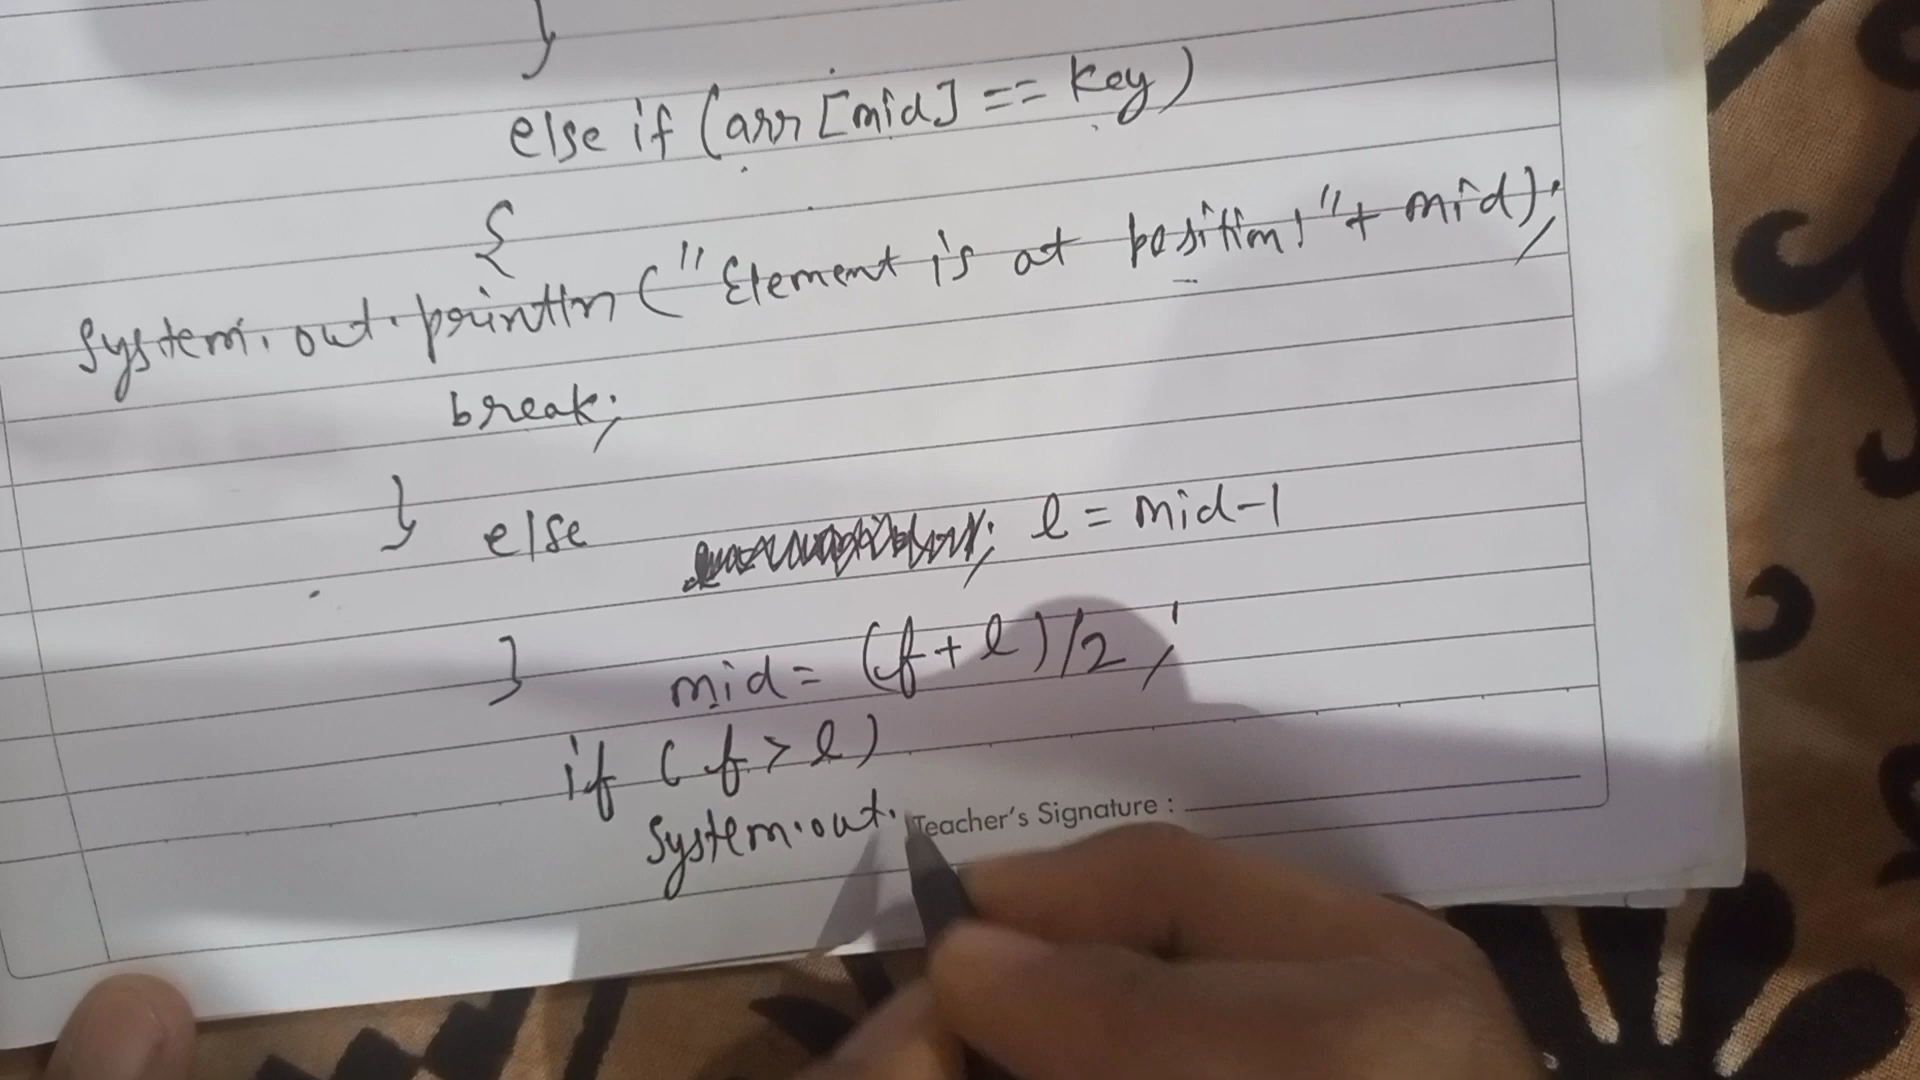 }
else if (arr [mid] == key)
{
System.out.println ("Element is at position!" + mid);
break;
} else l = mid-1
} mid = (f+l)/2;
if (f>l)
System.out.
Teacher's Signature :